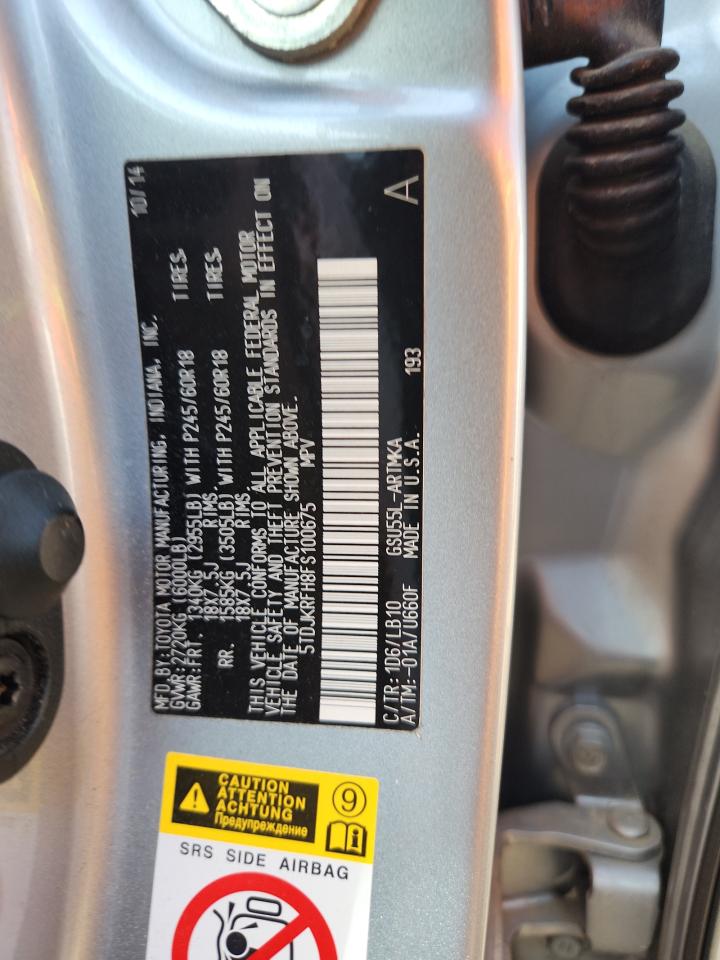 10/14
MFD.BY:TOYOTA MOTOR MANUFACTURING, INDIANA, INC.
GVWR:2720KG (6000LB)
GAWR:FRT. 1340KG (2955LB) WITH P245/60R18 TIRES,
18X7.5J RIMS.
RR. 1585KG (3505LB) WITH P245/60R18 TIRES,
18X7.5J RIMS.
THIS VEHICLE CONFORMS TO ALL APPLICABLE FEDERAL MOTOR
VEHICLE SAFETY AND THEFT PREVENTION STANDARDS IN EFFECT ON
THE DATE OF MANUFACTURE SHOWN ABOVE.
5TDJKRFH8FS100675 MPV
C/TR:1D6/LB10 GSU55L-ARTMKA 193
A/TM:-01A/U660F MADE IN U.S.A. A
CAUTION
ATTENTION
ACHTUNG
Предупреждение
9
SRS SIDE AIRBAG